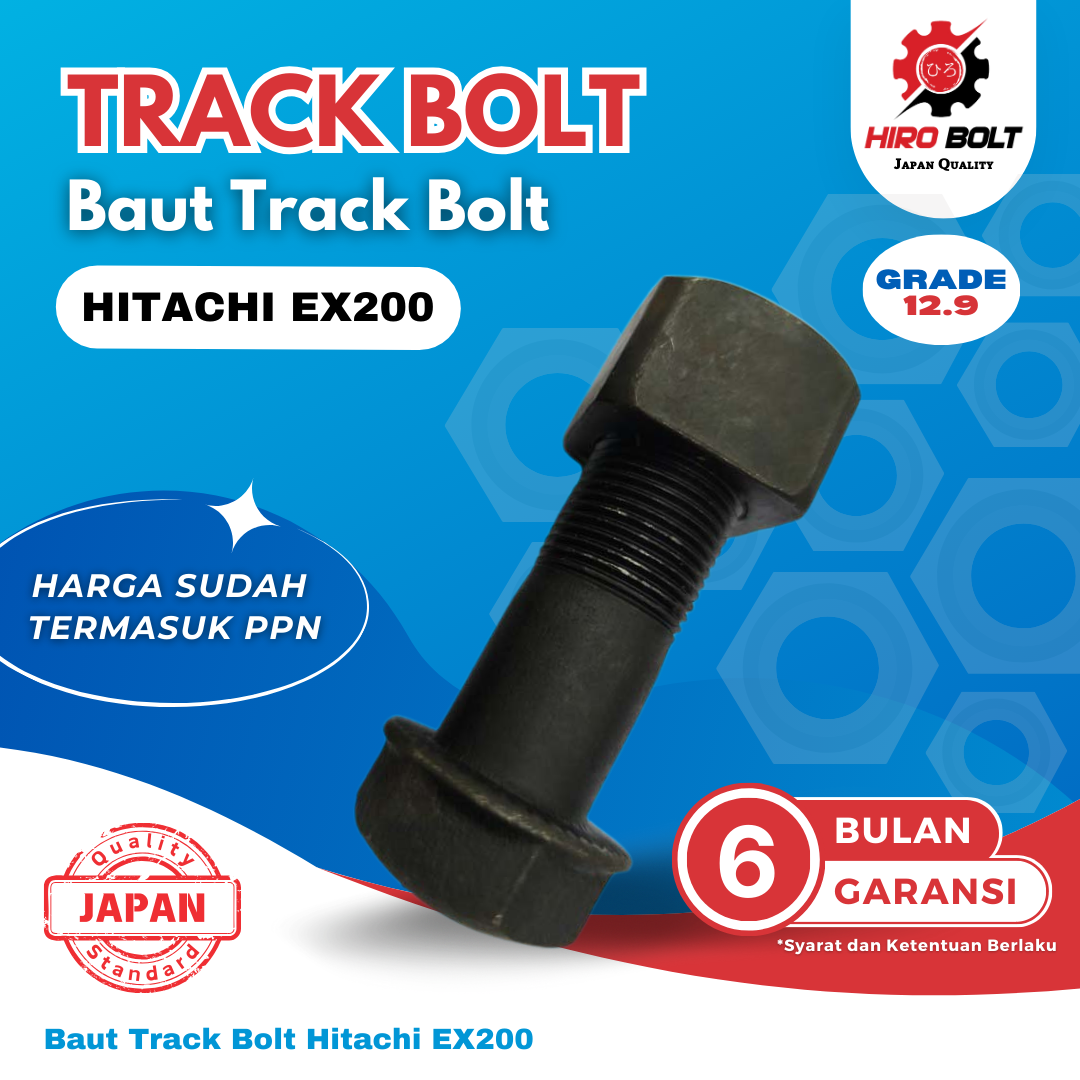 TRACK BOLT
Baut Track Bolt
HITACHI EX200
ひろ
HIRO BOLT
JAPAN QUALITY
GRADE
12.9
HARGA SUDAH
TERMASUK PPN
Quality
JAPAN
Standard
6
BULAN
GARANSI
*Syarat dan Ketentuan Berlaku
Baut Track Bolt Hitachi EX200